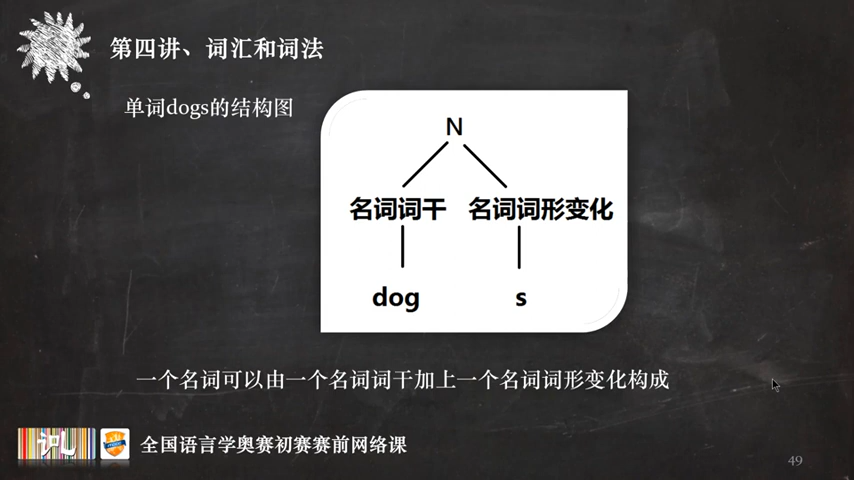 第四讲、词汇和词法
单词dogs的结构图
N
名词词干 名词词形变化
dog s
一个名词可以由一个名词词干加上一个名词词形变化构成
全国语言学奥赛初赛赛前网络课
49